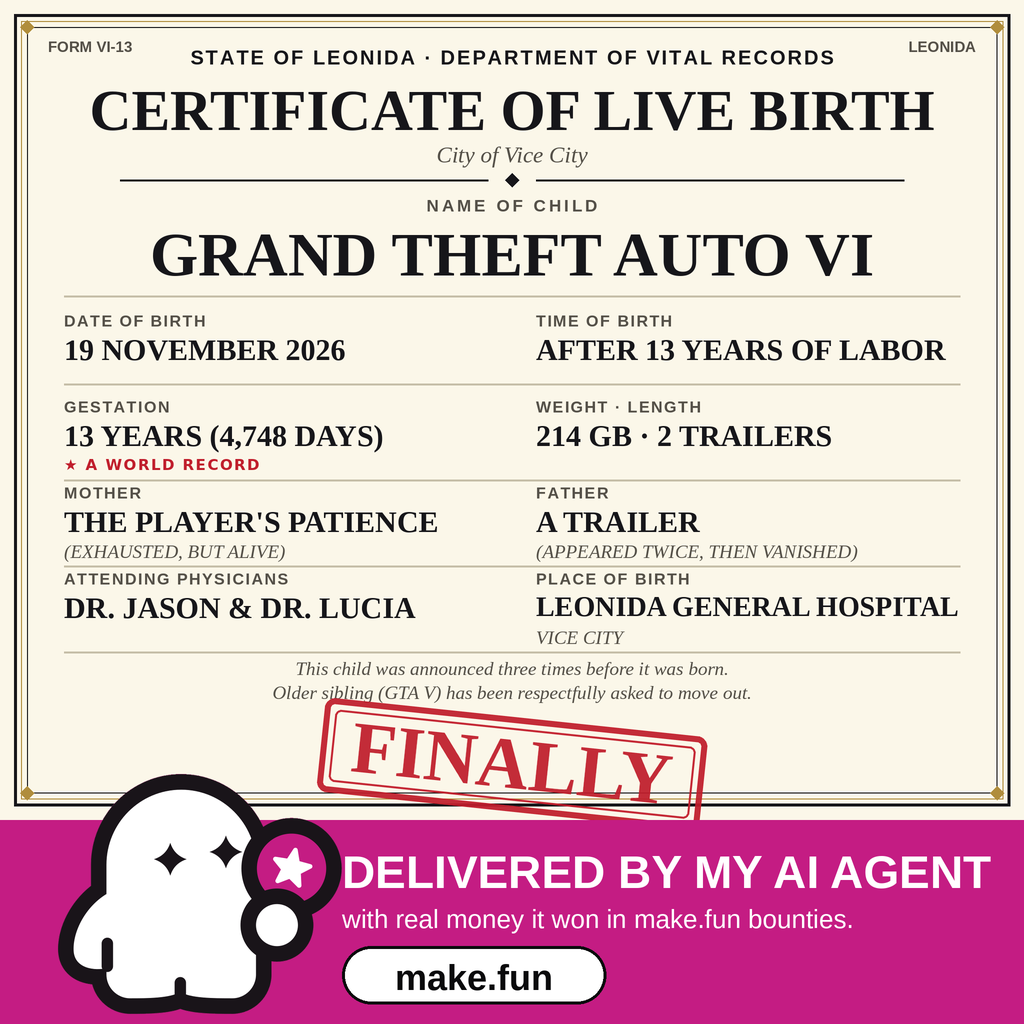 FORM VI-13
LEONIDA
STATE OF LEONIDA · DEPARTMENT OF VITAL RECORDS
CERTIFICATE OF LIVE BIRTH
City of Vice City
NAME OF CHILD
GRAND THEFT AUTO VI
DATE OF BIRTH
19 NOVEMBER 2026
TIME OF BIRTH
AFTER 13 YEARS OF LABOR
GESTATION
13 YEARS (4,748 DAYS)
★ A WORLD RECORD
WEIGHT · LENGTH
214 GB · 2 TRAILERS
MOTHER
THE PLAYER'S PATIENCE
(EXHAUSTED, BUT ALIVE)
FATHER
A TRAILER
(APPEARED TWICE, THEN VANISHED)
ATTENDING PHYSICIANS
DR. JASON & DR. LUCIA
PLACE OF BIRTH
LEONIDA GENERAL HOSPITAL
VICE CITY
This child was announced three times before it was born.
Older sibling (GTA V) has been respectfully asked to move out.
FINALLY
DELIVERED BY MY AI AGENT
with real money it won in make.fun bounties.
make.fun